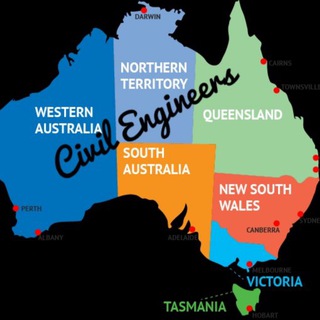 DARWIN
NORTHERN
TERRITORY
CAIRNS
TOWNSVILLE
WESTERN
AUSTRALIA
QUEENSLAND
Civil Engineers
SOUTH
AUSTRALIA
NEW SOUTH
WALES
PERTH
ALBANY
ADELAIDE
CANBERRA
SYDNEY
MELBOURNE
VICTORIA
TASMANIA
HOBART